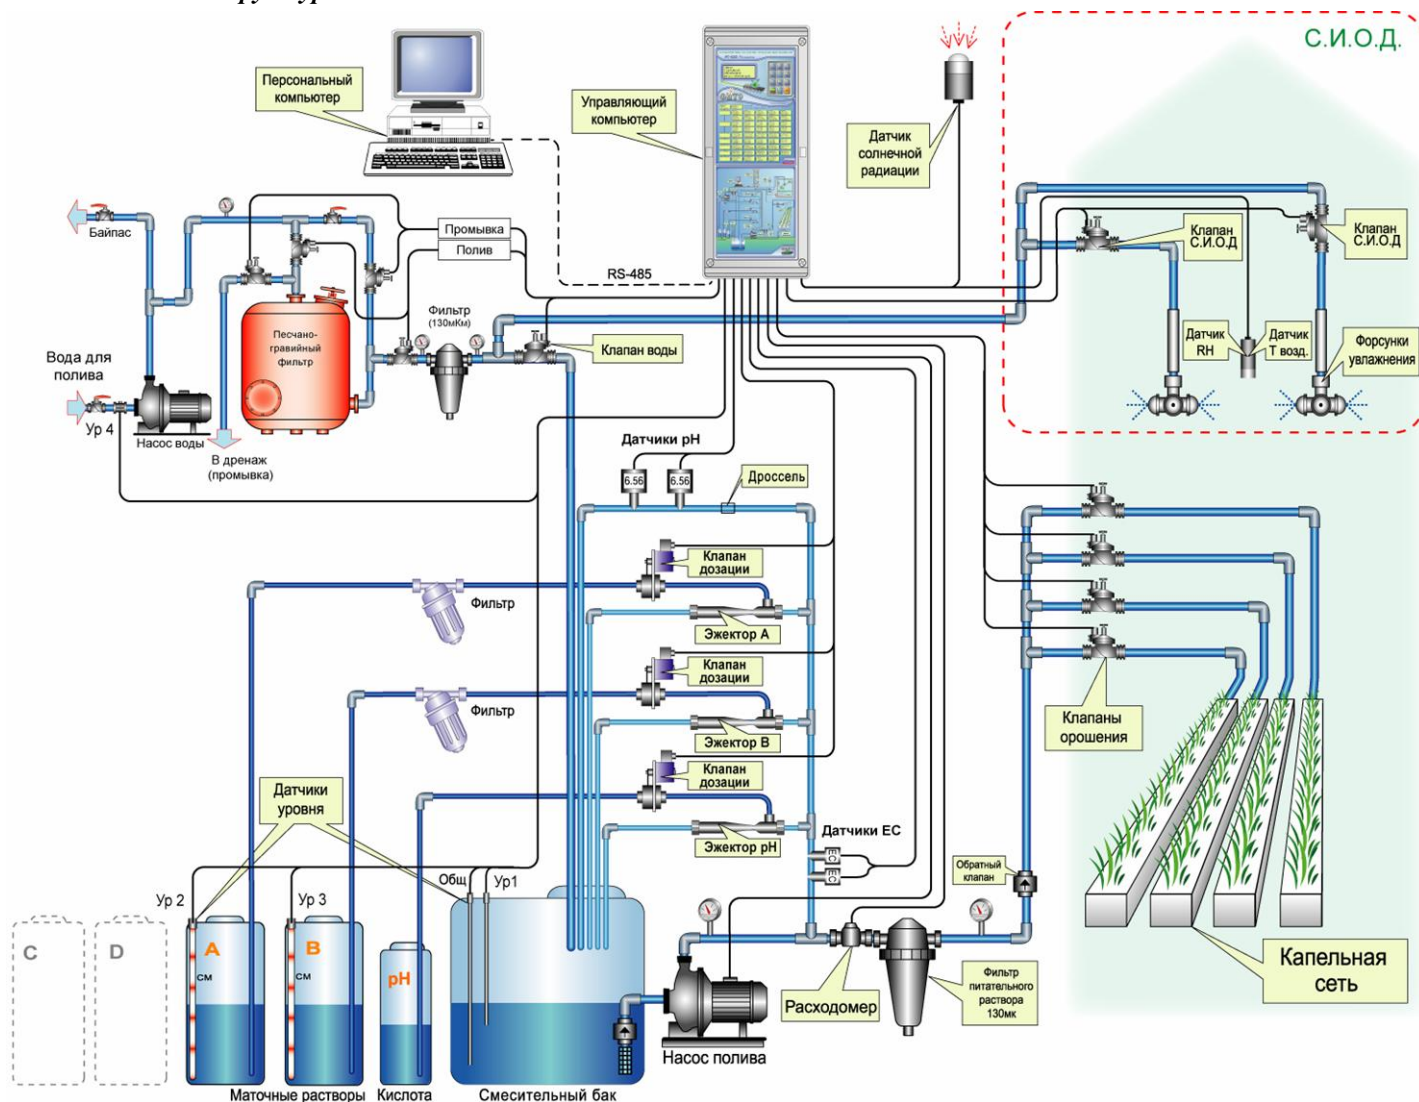 С.И.О.Д.
Персональный
компьютер
Управляющий
компьютер
Датчик
солнечной
радиации
Байпас
Промывка
Полив
RS-485
Клапан
С.И.О.Д
Клапан
С.И.О.Д
Фильтр
(130мКм)
Песчано-
гравийный
фильтр
Клапан воды
Датчик
RH
Датчик
Т возд.
Форсунки
увлажнения
Вода для
полива
Ур 4
Насос воды
В дренаж
(промывка)
Датчики pH
6.56
6.56
Дроссель
Клапан
дозации
Фильтр
Эжектор А
Клапан
дозации
Фильтр
Эжектор В
Клапан
дозации
Клапаны
орошения
Датчики
уровня
Эжектор pH
Датчики ЕС
EC
EC
Обратный
клапан
Общ
Ур1
Ур 2
Ур 3
C
D
A
см
B
см
pH
Капельная
сеть
Расходомер
Фильтр
питательного
раствора
130мк
Насос полива
Маточные растворы
Кислота
Смесительный бак